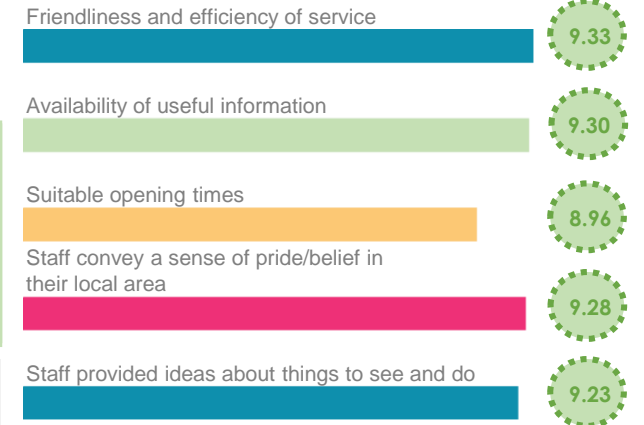 Friendliness and efficiency of service
9.33
Availability of useful information
9.30
Suitable opening times
8.96
Staff convey a sense of pride/belief in
their local area
9.28
Staff provided ideas about things to see and do
9.23